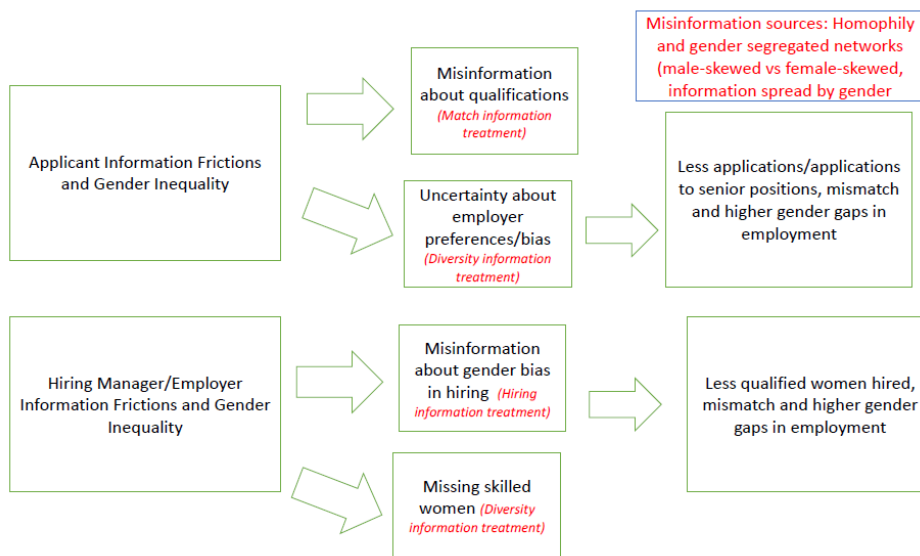 Misinformation sources: Homophily
and gender segregated networks
(male-skewed vs female-skewed,
information spread by gender
Misinformation
about qualifications
(Match information
treatment)
Applicant Information Frictions
and Gender Inequality
Uncertainty about
employer
preferences/bias
(Diversity information
treatment)
Less applications/applications
to senior positions, mismatch
and higher gender gaps in
employment
Hiring Manager/Employer
Information Frictions and Gender
Inequality
Misinformation
about gender bias
in hiring (Hiring
information treatment)
Less qualified women hired,
mismatch and higher gender
gaps in employment
Missing skilled
women (Diversity
information treatment)